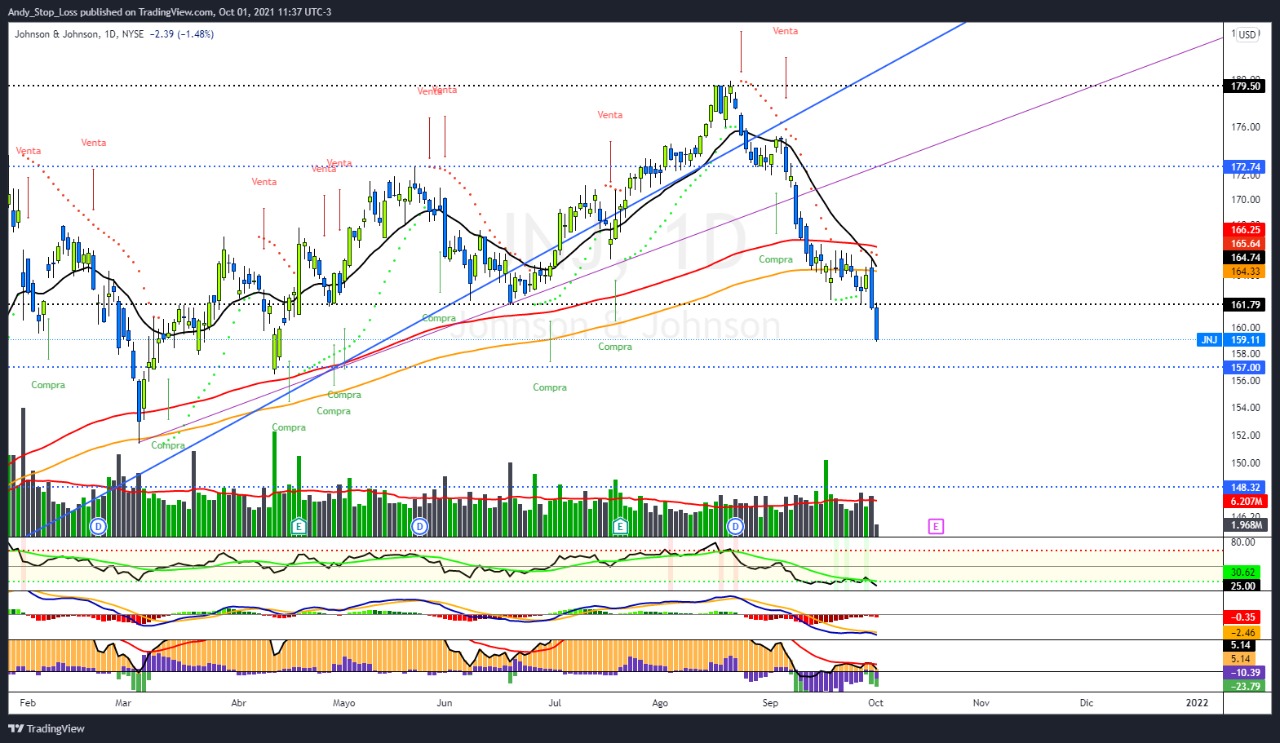 Andy_Stop_Loss published on TradingView.com, Oct 01, 2021 11:37 UTC-3
Johnson & Johnson, 1D, NYSE −2.39 (−1.48%)
USD
Venta
Venta
Venta
Venta
Venta
Venta
Venta
Venta
Venta
Compra
Compra
Compra
Compra
Compra
Compra
Compra
Compra
Compra
JNJ, 1D
Johnson & Johnson
179.50
176.00
172.74
172.00
170.00
166.25
165.64
164.74
164.33
161.79
160.00
JNJ 159.11
158.00
157.00
156.00
154.00
152.00
150.00
148.32
6.207M
1.968M
D
E
D
E
D
E
80.00
30.62
25.00
−0.35
−2.46
5.14
5.14
−10.39
−23.79
Feb Mar Abr Mayo Jun Jul Ago Sep Oct Nov Dic 2022
TradingView